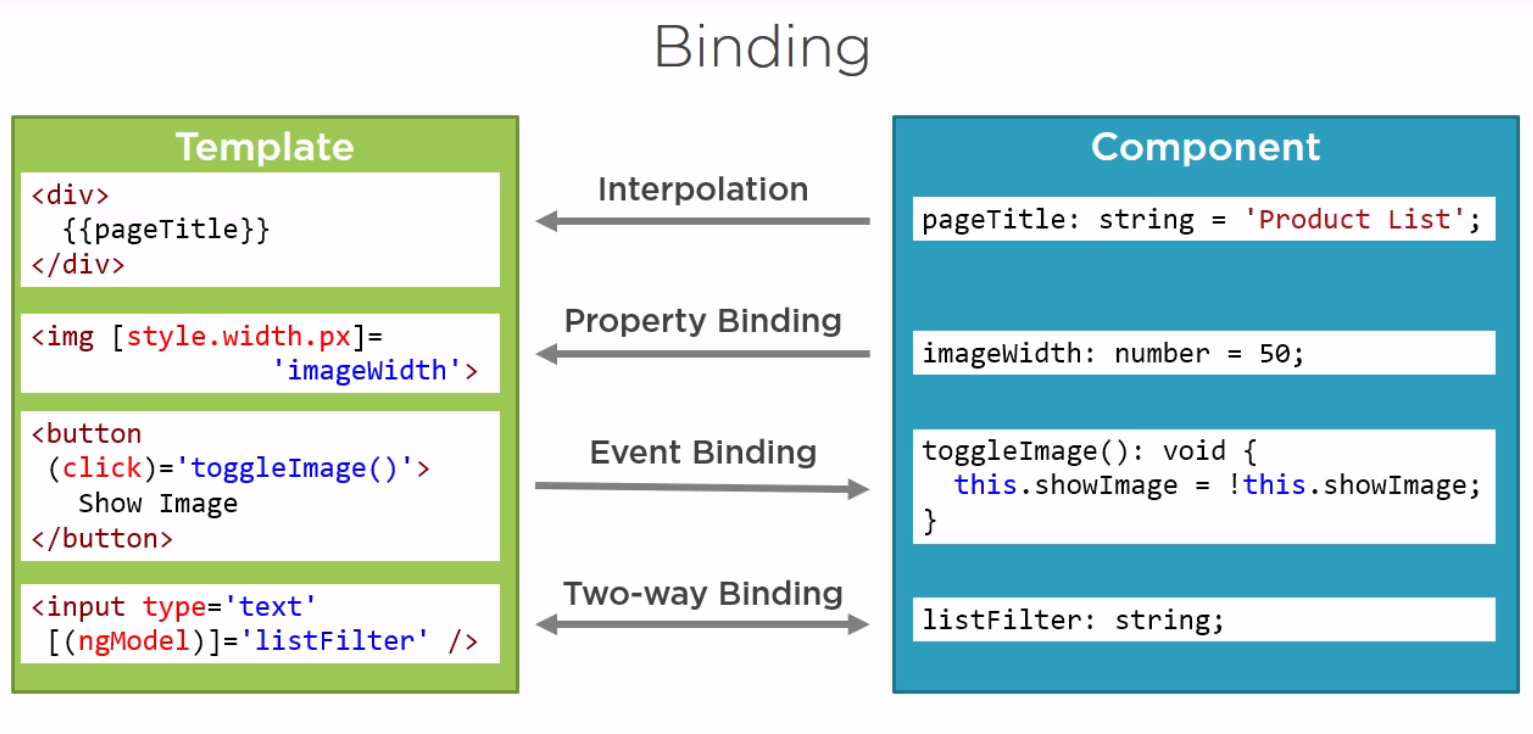 Binding
Template
<div>
{{pageTitle}}
</div>
<img [style.width.px]=
'imageWidth'>
<button
(click)='toggleImage()'>
Show Image
</button>
<input type='text'
[(ngModel)]='listFilter' />
Interpolation
Property Binding
Event Binding
Two-way Binding
Component
pageTitle: string = 'Product List';
imageWidth: number = 50;
toggleImage(): void {
this.showImage = !this.showImage;
}
listFilter: string;